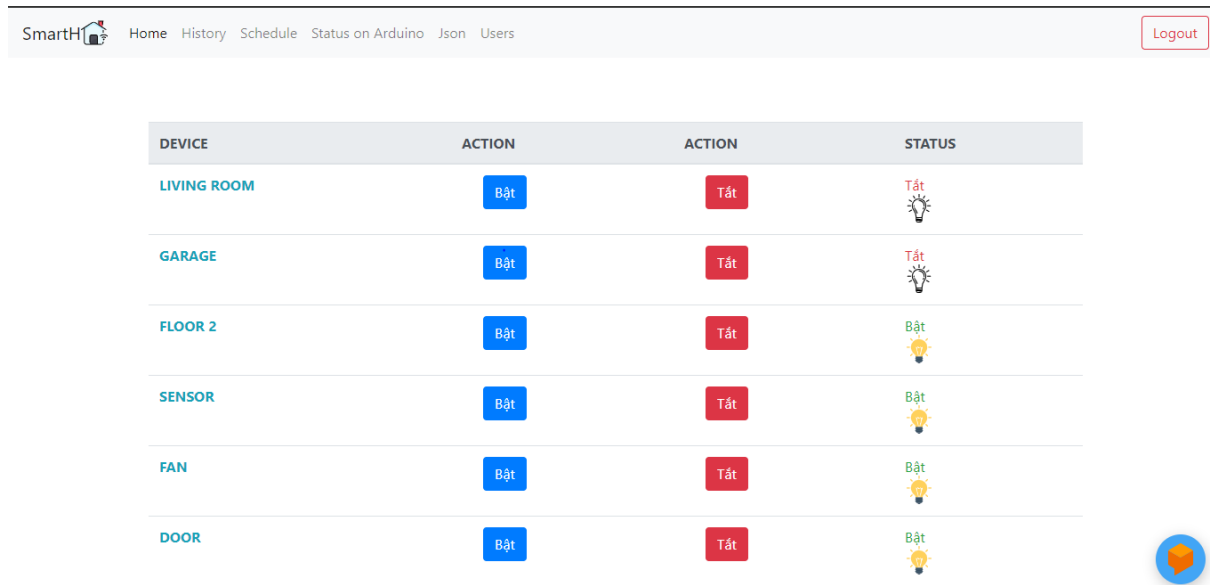 SmartH Home History Schedule Status on Arduino Json Users Logout
DEVICE ACTION ACTION STATUS
LIVING ROOM Bật Tắt Tắt
GARAGE Bật Tắt Tắt
FLOOR 2 Bật Tắt Bật
SENSOR Bật Tắt Bật
FAN Bật Tắt Bật
DOOR Bật Tắt Bật